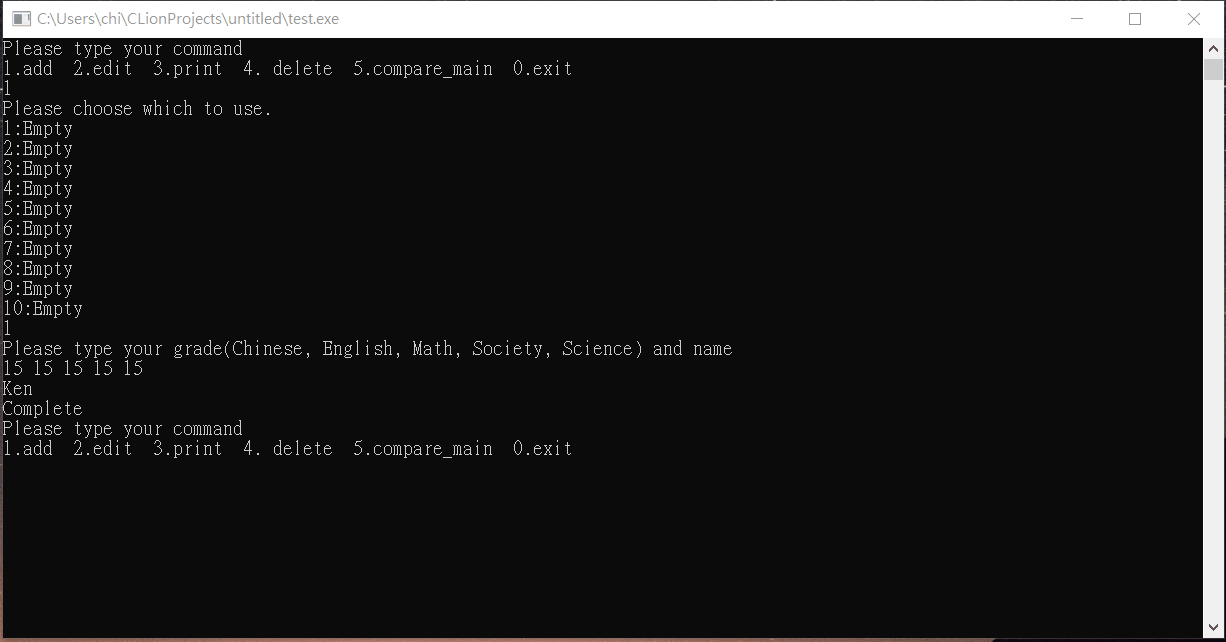 C:\Users\chi\CLionProjects\untitled\test.exe
Please type your command
1.add  2.edit  3.print  4. delete  5.compare_main  0.exit
1
Please choose which to use.
1:Empty
2:Empty
3:Empty
4:Empty
5:Empty
6:Empty
7:Empty
8:Empty
9:Empty
10:Empty
1
Please type your grade(Chinese, English, Math, Society, Science) and name
15 15 15 15 15
Ken
Complete
Please type your command
1.add  2.edit  3.print  4. delete  5.compare_main  0.exit